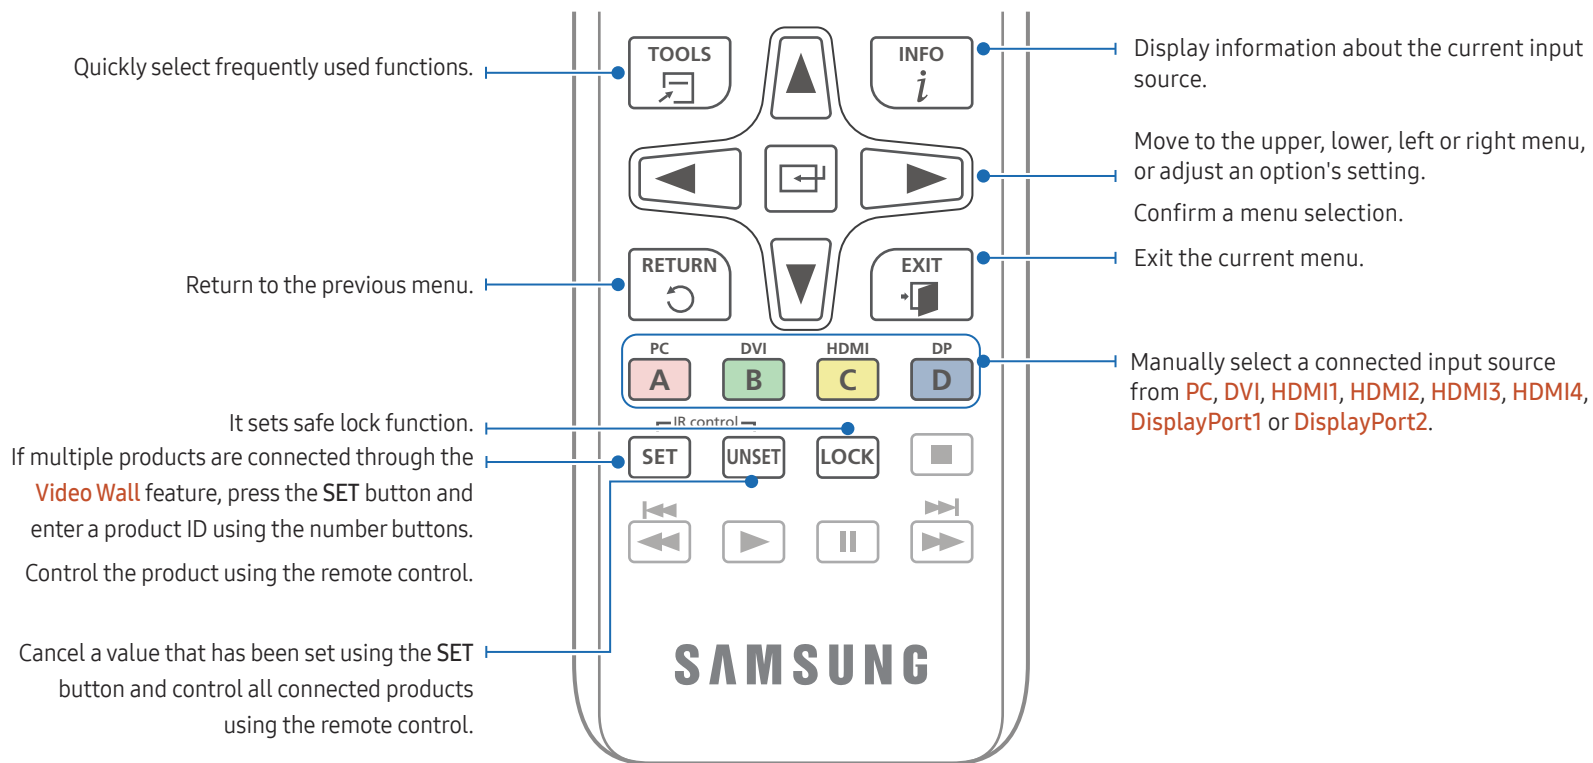 Quickly select frequently used functions.
Return to the previous menu.
It sets safe lock function.
If multiple products are connected through the
Video Wall feature, press the SET button and
enter a product ID using the number buttons.
Control the product using the remote control.
Cancel a value that has been set using the SET
button and control all connected products
using the remote control.
TOOLS
INFO
i
RETURN
EXIT
PC
DVI
HDMI
DP
A
B
C
D
IR control
SET
UNSET
LOCK
SAMSUNG
Display information about the current input
source.
Move to the upper, lower, left or right menu,
or adjust an option's setting.
Confirm a menu selection.
Exit the current menu.
Manually select a connected input source
from PC, DVI, HDMI1, HDMI2, HDMI3, HDMI4,
DisplayPort1 or DisplayPort2.